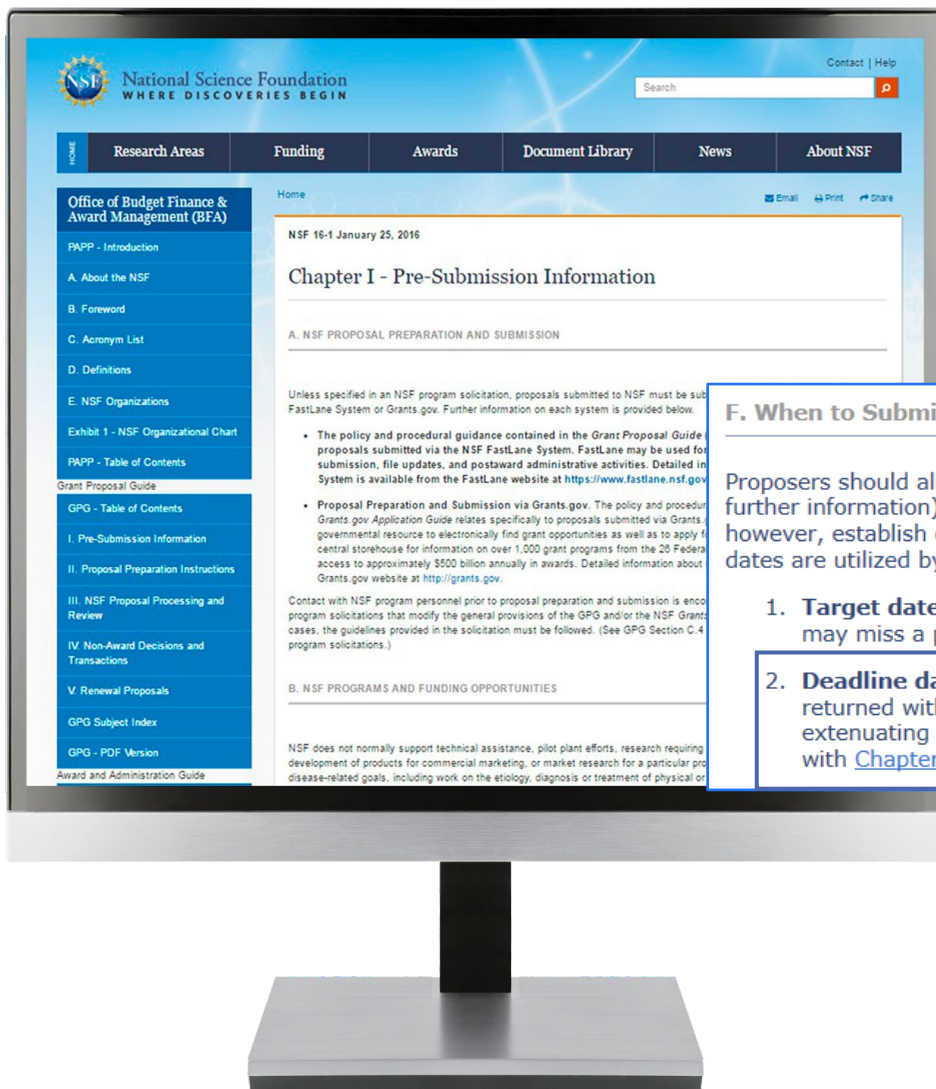 NSF
National Science Foundation
WHERE DISCOVERIES BEGIN
Contact | Help
Search
HOME
Research Areas
Funding
Awards
Document Library
News
About NSF
Office of Budget Finance &
Award Management (BFA)
PAPP - Introduction
A. About the NSF
B. Foreword
C. Acronym List
D. Definitions
E. NSF Organizations
Exhibit 1 - NSF Organizational Chart
PAPP - Table of Contents
Grant Proposal Guide
GPG - Table of Contents
I. Pre-Submission Information
II. Proposal Preparation Instructions
III. NSF Proposal Processing and
Review
IV. Non-Award Decisions and
Transactions
V. Renewal Proposals
GPG Subject Index
GPG - PDF Version
Award and Administration Guide
Home
Email Print Share
NSF 16-1 January 25, 2016
Chapter I - Pre-Submission Information
A. NSF PROPOSAL PREPARATION AND SUBMISSION
Unless specified in an NSF program solicitation, proposals submitted to NSF must be sub
FastLane System or Grants.gov. Further information on each system is provided below.
• The policy and procedural guidance contained in the Grant Proposal Guide (
proposals submitted via the NSF FastLane System. FastLane may be used for
submission, file updates, and postaward administrative activities. Detailed in
System is available from the FastLane website at https://www.fastlane.nsf.gov
• Proposal Preparation and Submission via Grants.gov. The policy and procedur
Grants.gov Application Guide relates specifically to proposals submitted via Grants.
governmental resource to electronically find grant opportunities as well as to apply f
central storehouse for information on over 1,000 grant programs from the 26 Federa
access to approximately $500 billion annually in awards. Detailed information about
Grants.gov website at http://grants.gov.
Contact with NSF program personnel prior to proposal preparation and submission is enco
program solicitations that modify the general provisions of the GPG and/or the NSF Grants
cases, the guidelines provided in the solicitation must be followed. (See GPG Section C.4
program solicitations.)
B. NSF PROGRAMS AND FUNDING OPPORTUNITIES
NSF does not normally support technical assistance, pilot plant efforts, research requiring
development of products for commercial marketing, or market research for a particular pro
disease-related goals, including work on the etiology, diagnosis or treatment of physical or
F. When to Submi
Proposers should al
further information)
however, establish
dates are utilized by
1. Target date
may miss a p
2. Deadline da
returned wit
extenuating
with Chapter